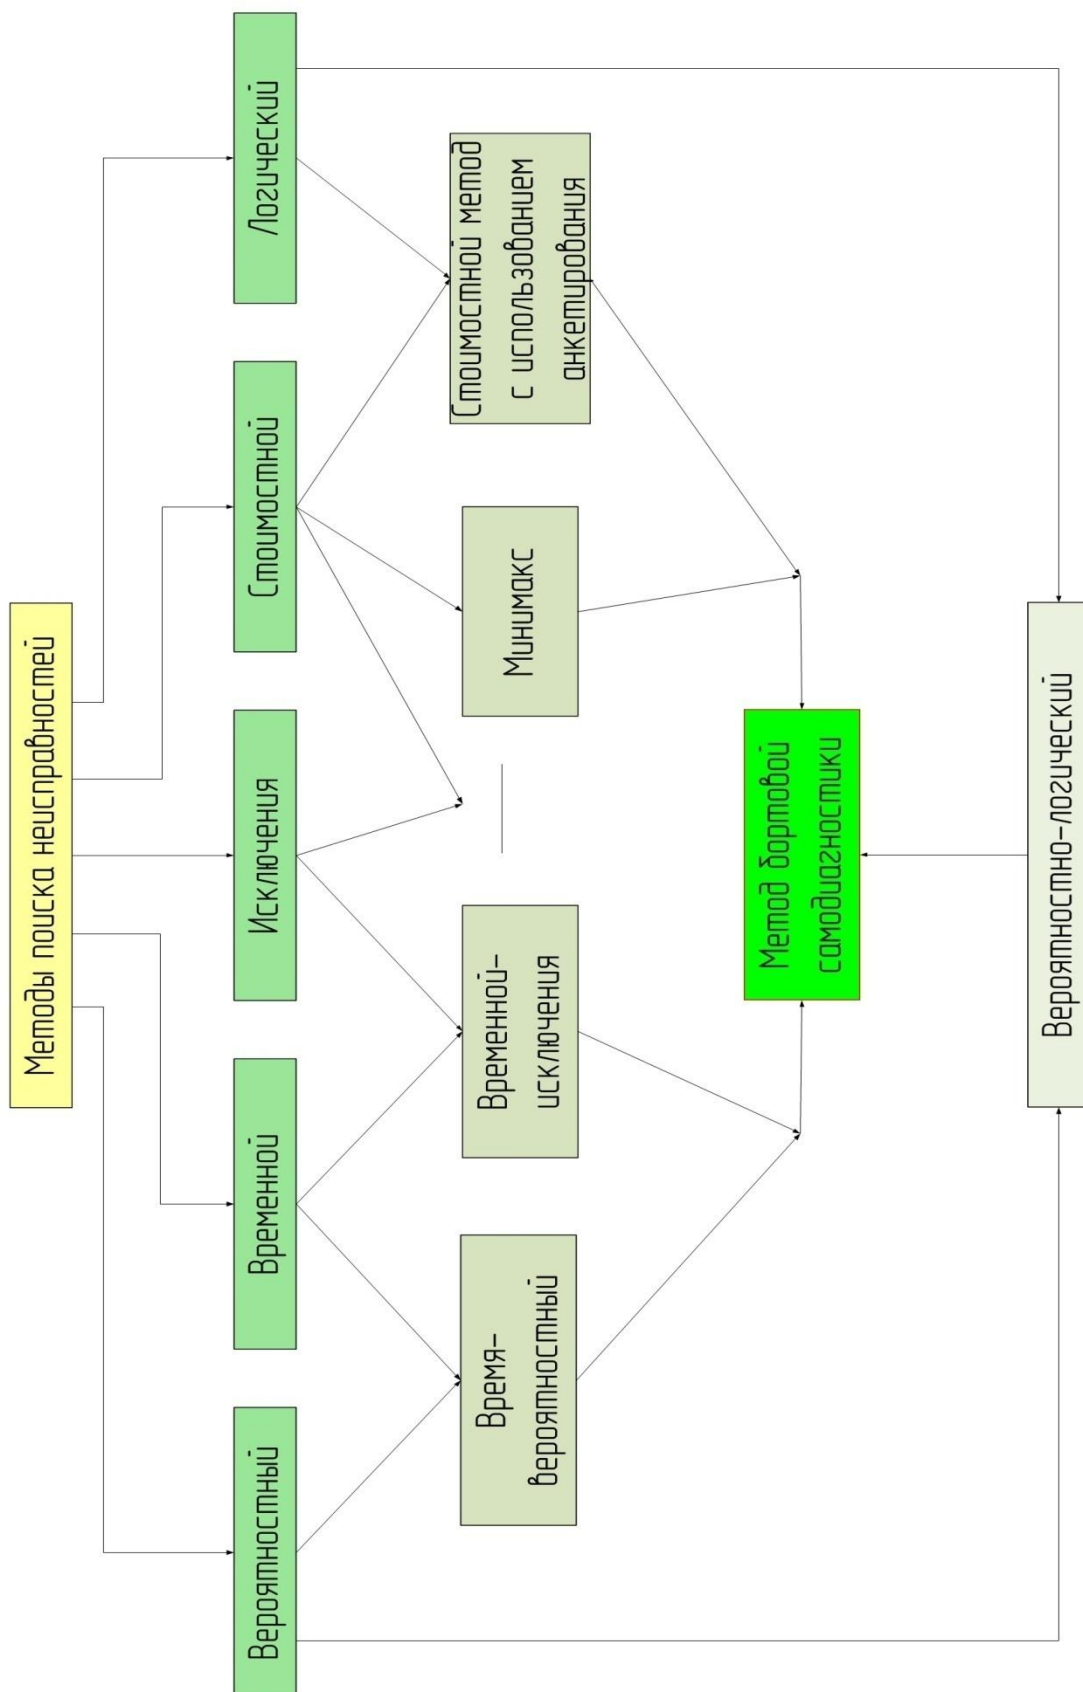 Методы поиска неисправностей
Вероятностный
Временной
Исключения
Стоимостной
Логический
Время-
вероятностный
Временной-
исключения
Минимакс
Стоимостной метод
с использованием
анкетирования
Метод бортовой
самодиагностики
Вероятностно-логический